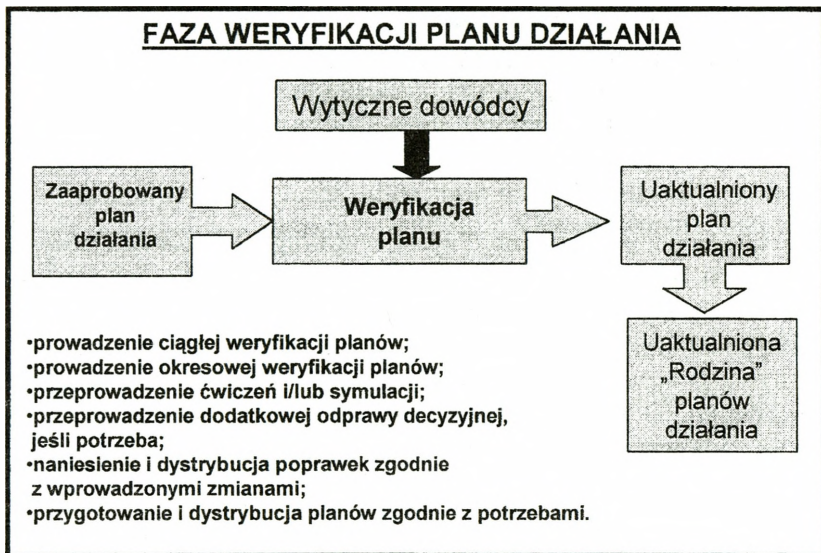 FAZA WERYFIKACJI PLANU DZIAŁANIA
Wytyczne dowódcy
Zaaprobowany
plan
działania
Weryfikacja
planu
Uaktualniony
plan
działania
Uaktualniona
„Rodzina”
planów
działania
•prowadzenie ciągłej weryfikacji planów;
•prowadzenie okresowej weryfikacji planów;
•przeprowadzenie ćwiczeń i/lub symulacji;
•przeprowadzenie dodatkowej odprawy decyzyjnej,
jeśli potrzeba;
•naniesienie i dystrybucja poprawek zgodnie
z wprowadzonymi zmianami;
•przygotowanie i dystrybucja planów zgodnie z potrzebami.